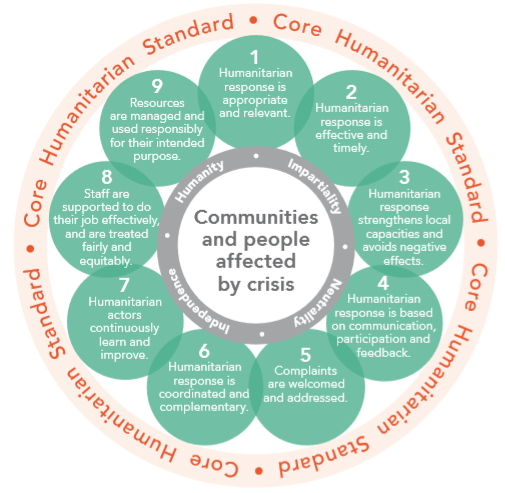 Core Humanitarian Standard • Core Humanitarian Standard • Core Humanitarian Standard • Core Humanitarian Standard •
1
Humanitarian
response is
appropriate
and relevant.
2
Humanitarian
response is
effective and
timely.
3
Humanitarian
response
strengthens local
capacities and
avoids negative
effects.
4
Humanitarian
response is based
on communication,
participation and
feedback.
5
Complaints
are welcomed
and addressed.
6
Humanitarian
response is
coordinated and
complementary.
7
Humanitarian
actors
continuously
learn and
improve.
8
Staff are
supported to do
their job effectively,
and are treated
fairly and
equitably.
9
Resources
are managed and
used responsibly
for their intended
purpose.
Humanity • Impartiality • Neutrality • Independence •
Communities
and people
affected
by crisis